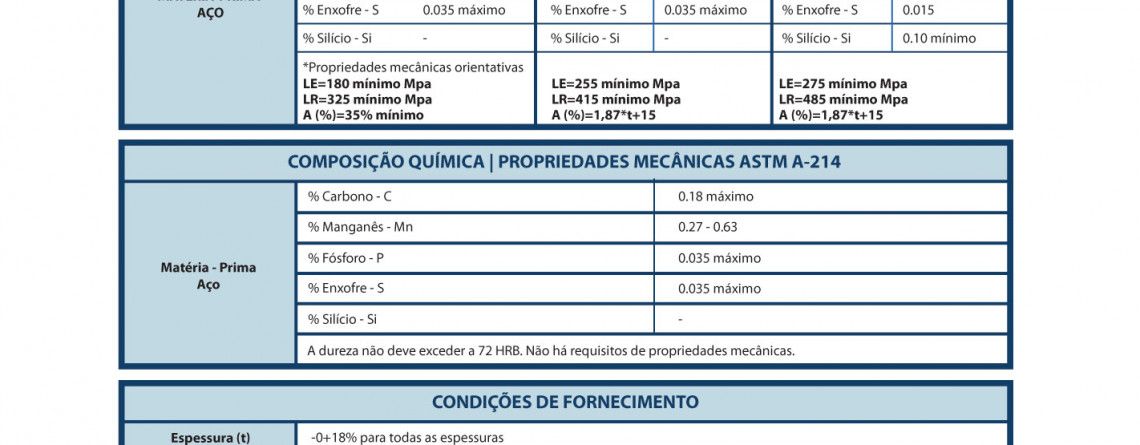 AÇO
% Enxofre - S 0.035 máximo % Enxofre - S 0.035 máximo % Enxofre - S 0.015
% Silício - Si - % Silício - Si - % Silício - Si 0.10 mínimo
*Propriedades mecânicas orientativas
LE=180 mínimo Mpa LE=255 mínimo Mpa LE=275 mínimo Mpa
LR=325 mínimo Mpa LR=415 mínimo Mpa LR=485 mínimo Mpa
A (%)=35% mínimo A (%)=1,87*t+15 A (%)=1,87*t+15
COMPOSIÇÃO QUÍMICA | PROPRIEDADES MECÂNICAS ASTM A-214
Matéria - Prima
Aço
% Carbono - C 0.18 máximo
% Manganês - Mn 0.27 - 0.63
% Fósforo - P 0.035 máximo
% Enxofre - S 0.035 máximo
% Silício - Si -
A dureza não deve exceder a 72 HRB. Não há requisitos de propriedades mecânicas.
CONDIÇÕES DE FORNECIMENTO
Espessura (t) -0+18% para todas as espessuras